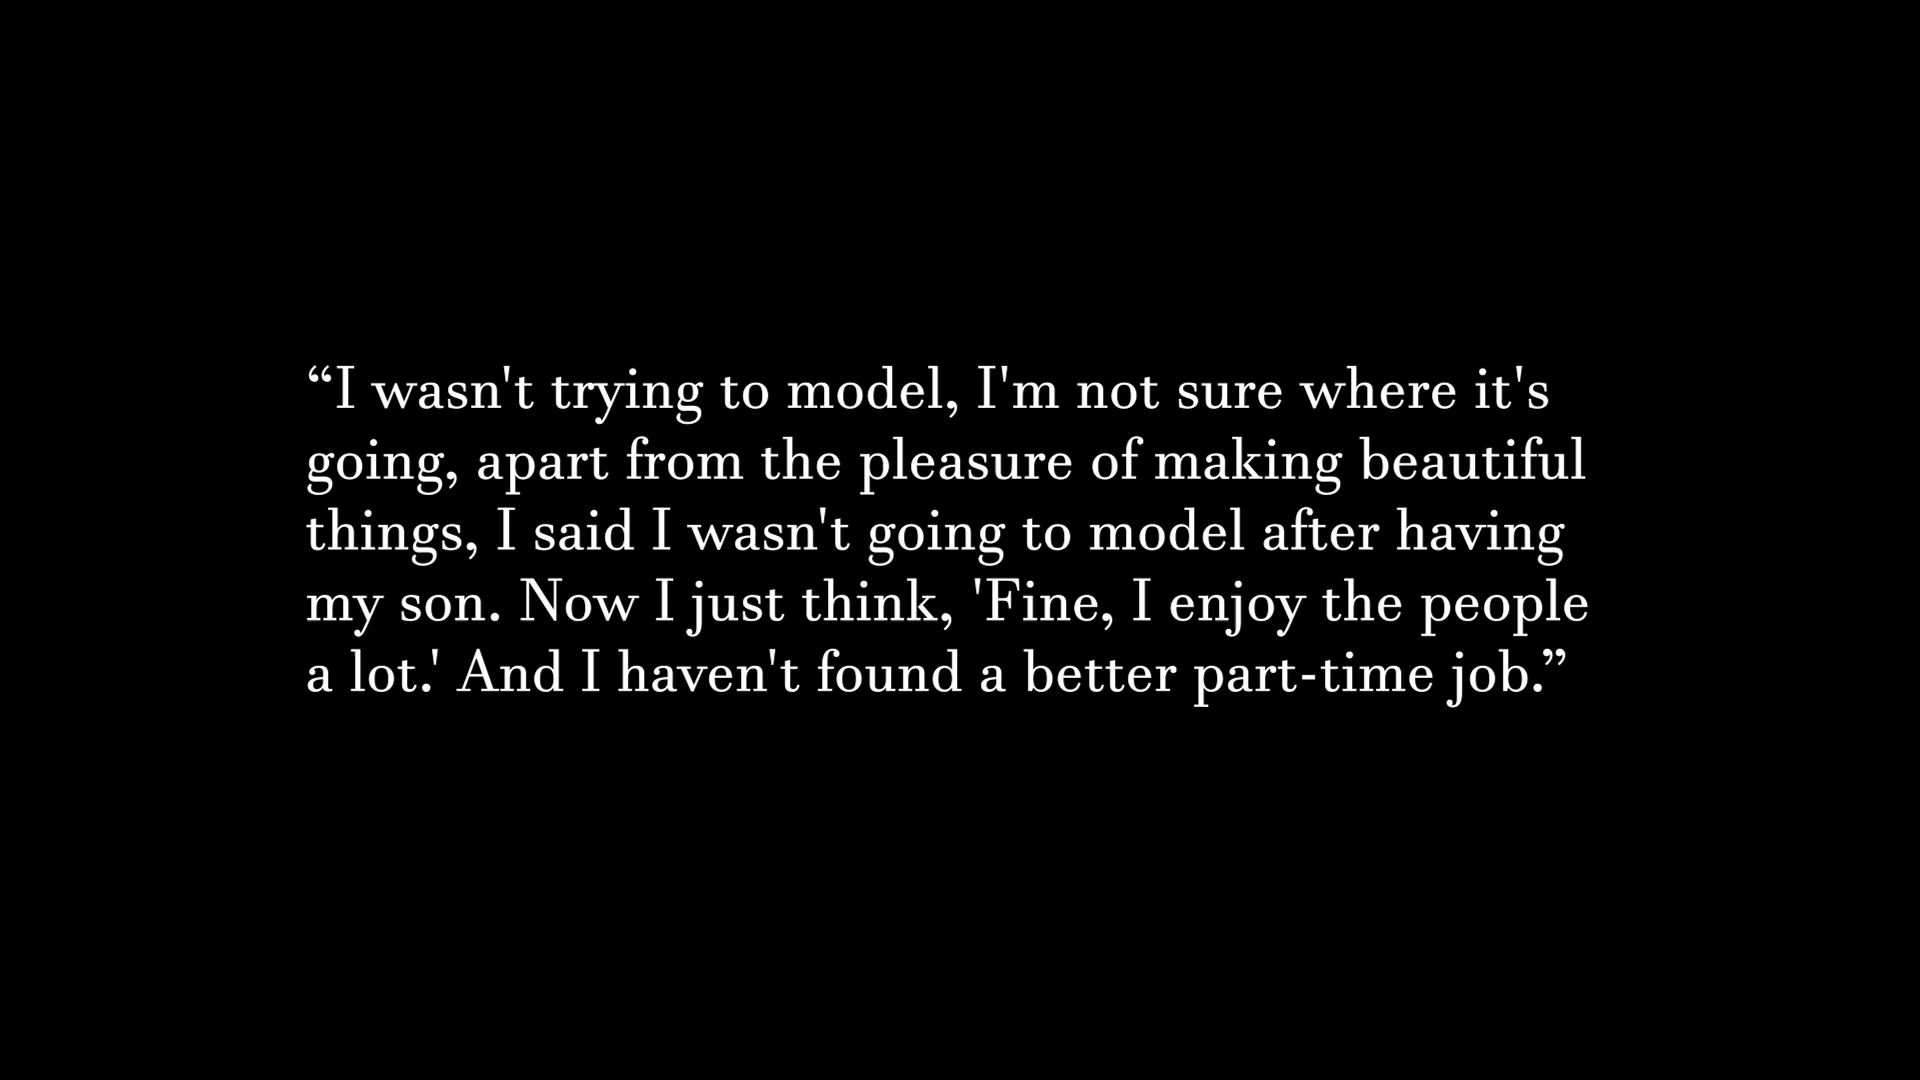 “I wasn't trying to model, I'm not sure where it's
going, apart from the pleasure of making beautiful
things, I said I wasn't going to model after having
my son. Now I just think, 'Fine, I enjoy the people
a lot.' And I haven't found a better part-time job.”